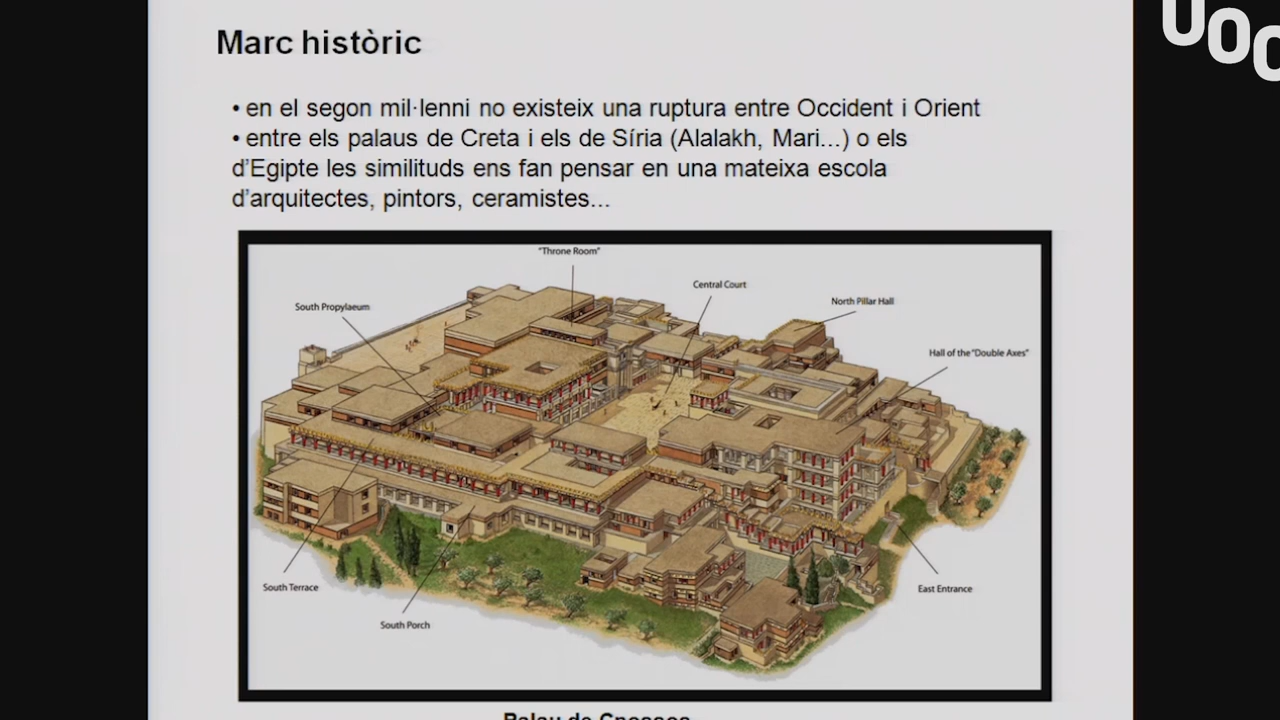 UOC
Marc històric
• en el segon mil·lenni no existeix una ruptura entre Occident i Orient
• entre els palaus de Creta i els de Síria (Alalakh, Mari...) o els
d'Egipte les similituds ens fan pensar en una mateixa escola
d'arquitectes, pintors, ceramistes...
"Throne Room"
Central Court
South Propylaeum
North Pillar Hall
Hall of the "Double Axes"
South Terrace
East Entrance
South Porch
Palau de Cnossos